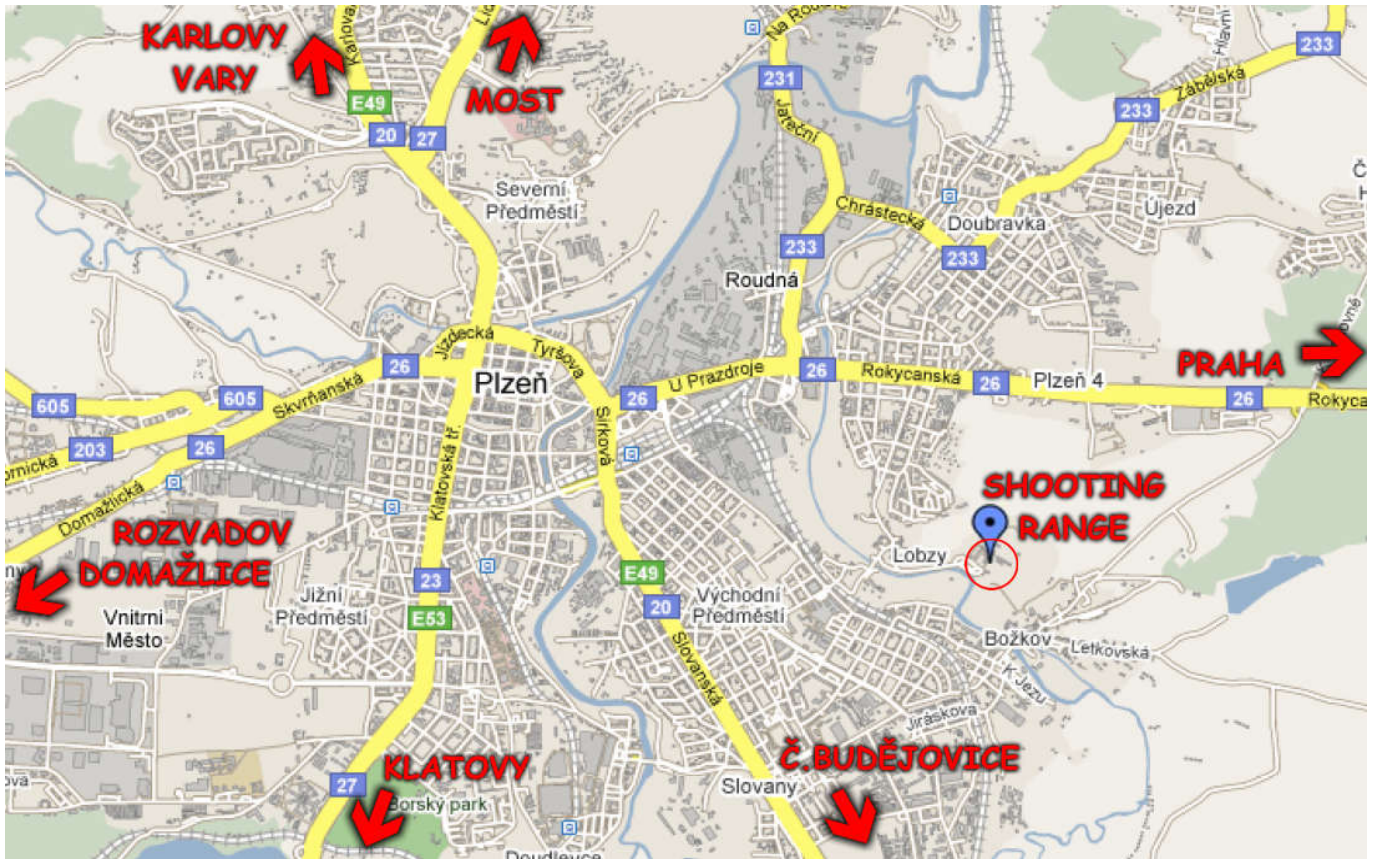 KARLOVY
VARY
MOST
E49
20
27
231
Jateční
233
Zábělská
233
Hlavní
Severní
Předměstí
Chrástecká
Doubravka
Újezd
233
233
Roudná
PRAHA
Jízdecká
Tyršova
26
Plzeň
U Prazdroje
26
Rokycanská
26
Plzeň 4
26
26
605
605
Skvrňanská
203
26
Sirková
Klatovská tř.
Domažlická
ROZVADOV
DOMAŽLICE
SHOOTING
RANGE
Lobzy
23
E49
Jižní
Předměstí
E53
20
Východní
Předměstí
Vnitrni
Město
Slovanská
Božkov
Letkovská
K Jezu
Jiráskova
KLATOVY
Č.BUDĚJOVICE
27
Borský park
Slovany
Doudlevce